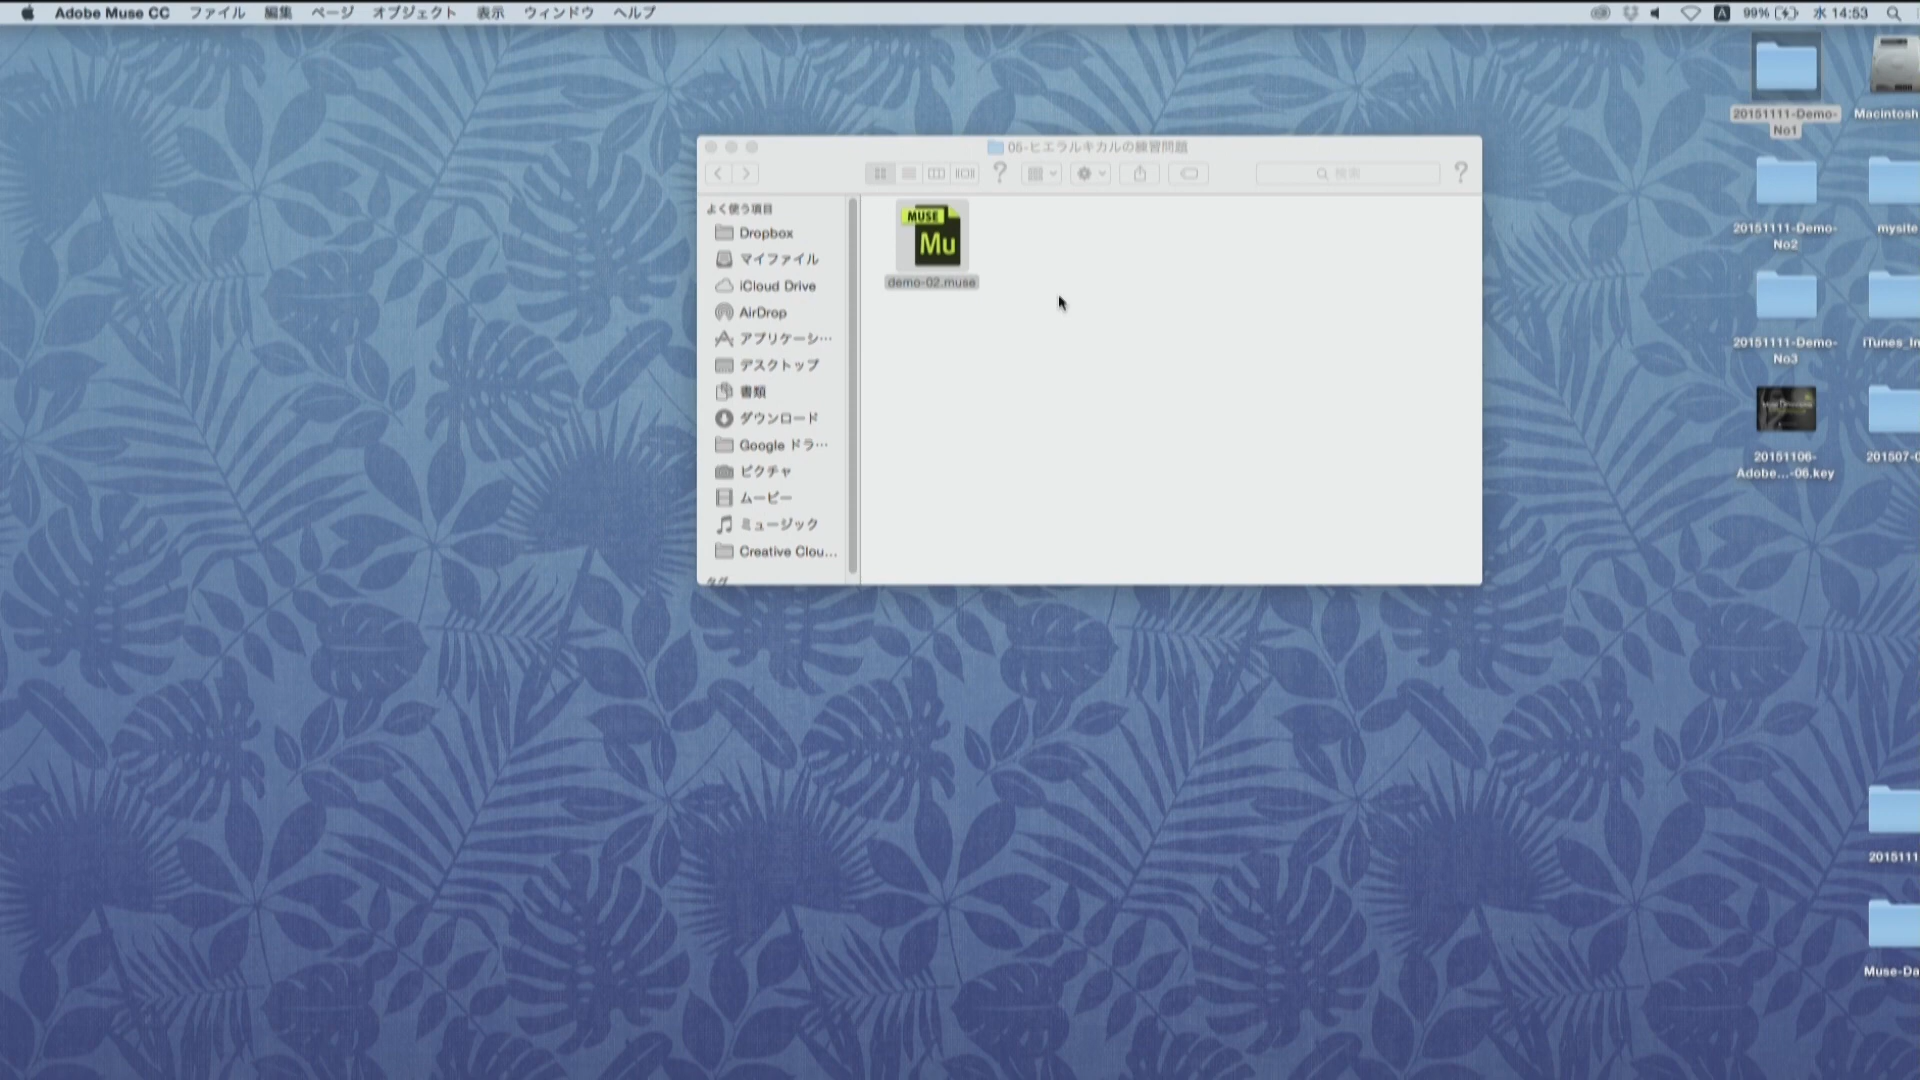 Adobe Muse CC ファイル 編集 ページ オブジェクト 表示 ウィンドウ ヘルプ
A 99% 水 14:53
05-ヒエラルキカルの練習問題
検索
よく使う項目
Dropbox
マイファイル
iCloud Drive
AirDrop
アプリケーシ…
デスクトップ
書類
ダウンロード
Google ドラ…
ピクチャ
ムービー
ミュージック
Creative Clou...
タグ
MUSE
Mu
demo-02.muse
20151111-Demo-
No1
Macintosh
20151111-Demo-
No2
mysite
20151111-Demo-
No3
iTunes_In
20151106-
Adobe...-06.key
201507-0
2015111
Muse-Da